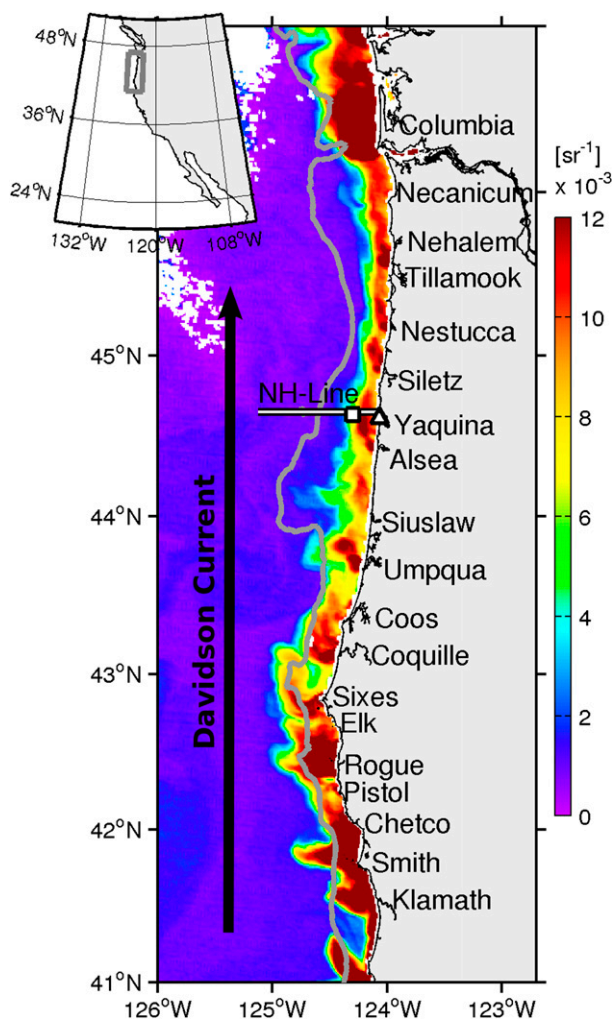 48°N
36°N
24°N
132°W
120°W
108°W
Columbia
[sr⁻¹]
x 10⁻³
Necanicum
12
Nehalem
Tillamook
10
Nestucca
45°N
Siletz
NH-Line
8
Yaquina
Alsea
44°N
Siuslaw
6
Umpqua
Davidson Current
Coos
43°N
Coquille
4
Sixes
Elk
Rogue
2
Pistol
42°N
Chetco
0
Smith
Klamath
41°N
126°W
125°W
124°W
123°W